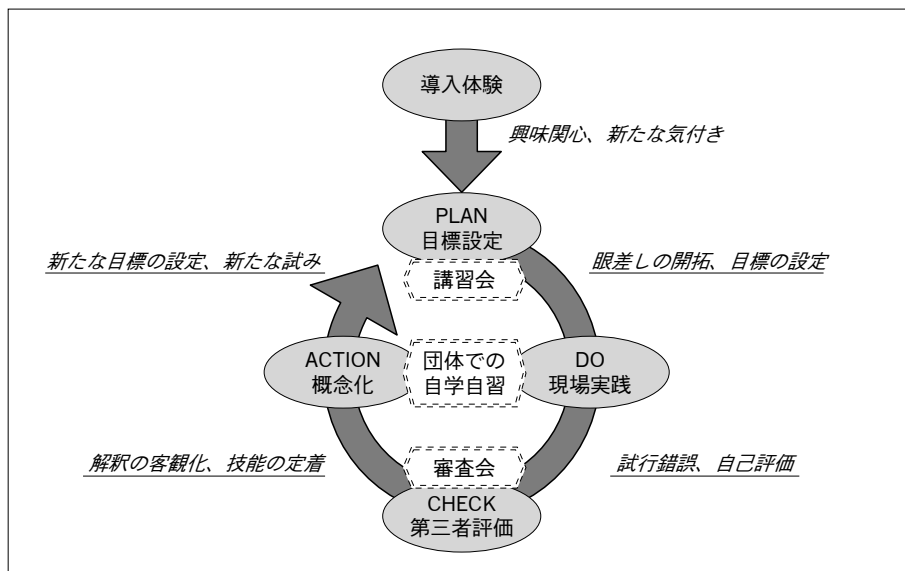 導入体験
興味関心、新たな気付き
PLAN
目標設定
新たな目標の設定、新たな試み
講習会
眼差しの開拓、目標の設定
ACTION
概念化
団体での
自学自習
DO
現場実践
解釈の客観化、技能の定着
審査会
試行錯誤、自己評価
CHECK
第三者評価